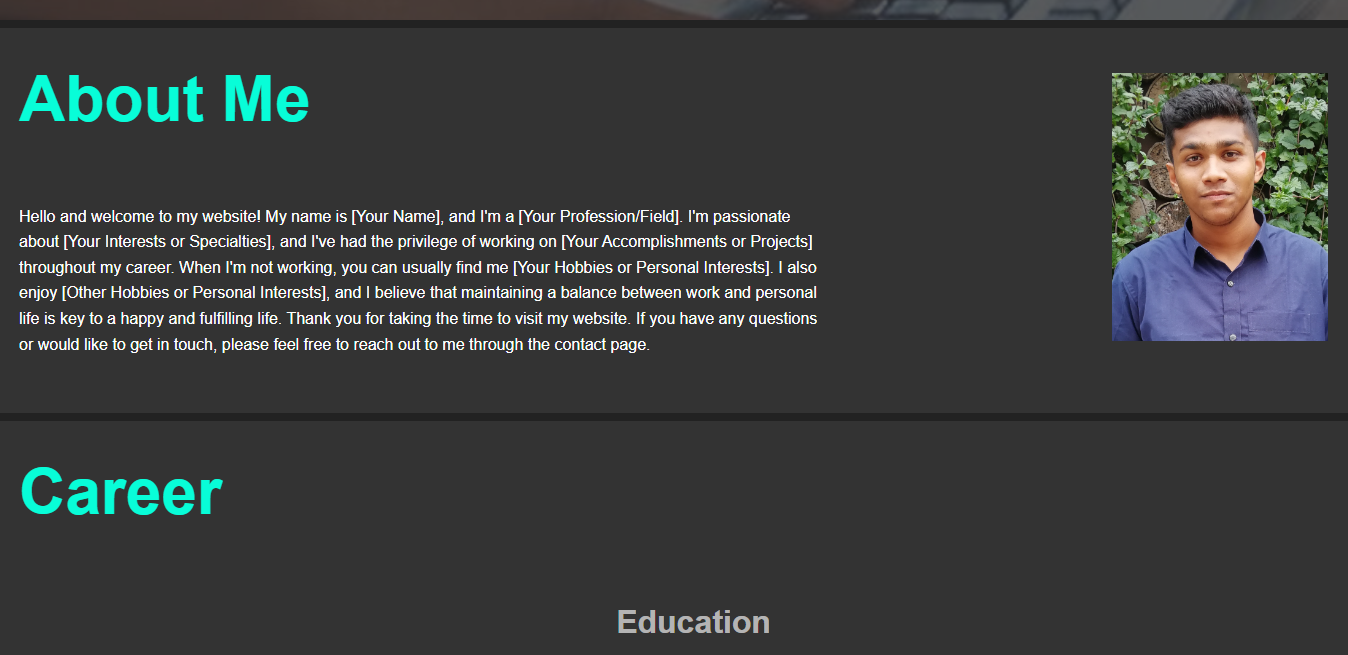 About Me
Hello and welcome to my website! My name is [Your Name], and I'm a [Your Profession/Field]. I'm passionate
about [Your Interests or Specialties], and I've had the privilege of working on [Your Accomplishments or Projects]
throughout my career. When I'm not working, you can usually find me [Your Hobbies or Personal Interests]. I also
enjoy [Other Hobbies or Personal Interests], and I believe that maintaining a balance between work and personal
life is key to a happy and fulfilling life. Thank you for taking the time to visit my website. If you have any questions
or would like to get in touch, please feel free to reach out to me through the contact page.
Career
Education